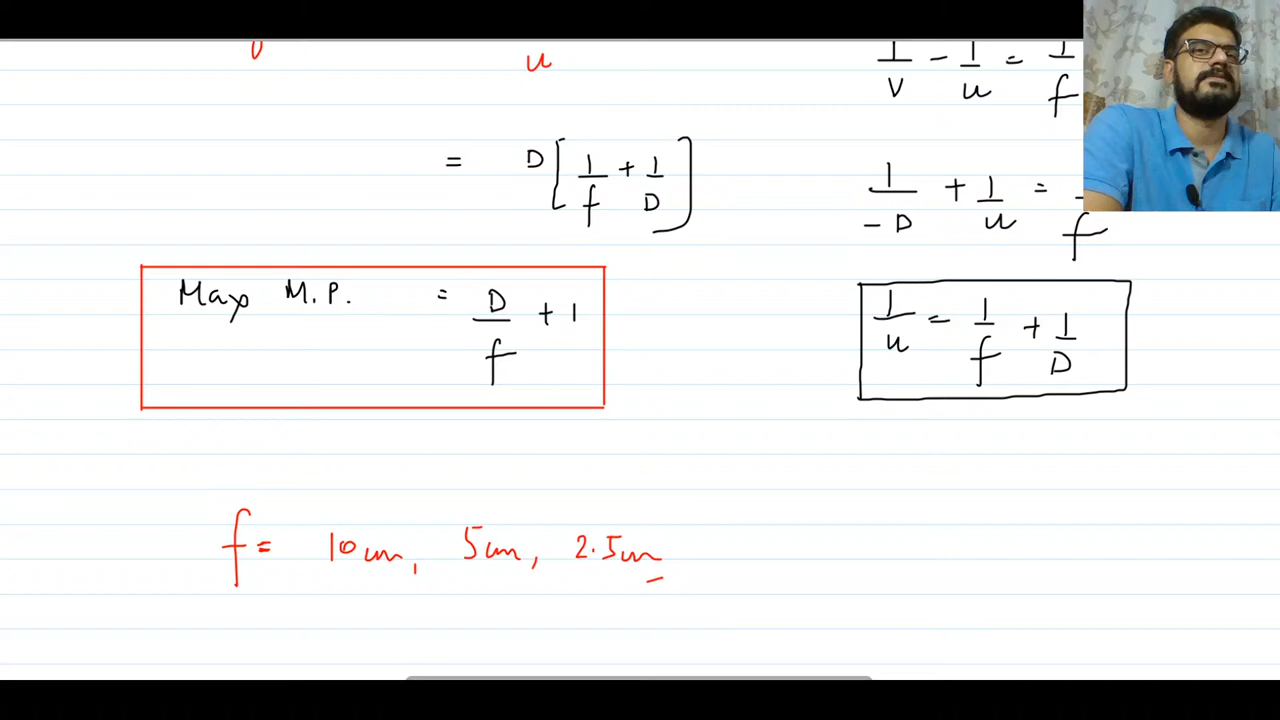 u
1/v - 1/u = 1/f
= D[1/f + 1/D]
1/-D + 1/u = 1/f
Max M.P. = D/f + 1
1/u = 1/f + 1/D
f = 10cm, 5cm, 2.5cm